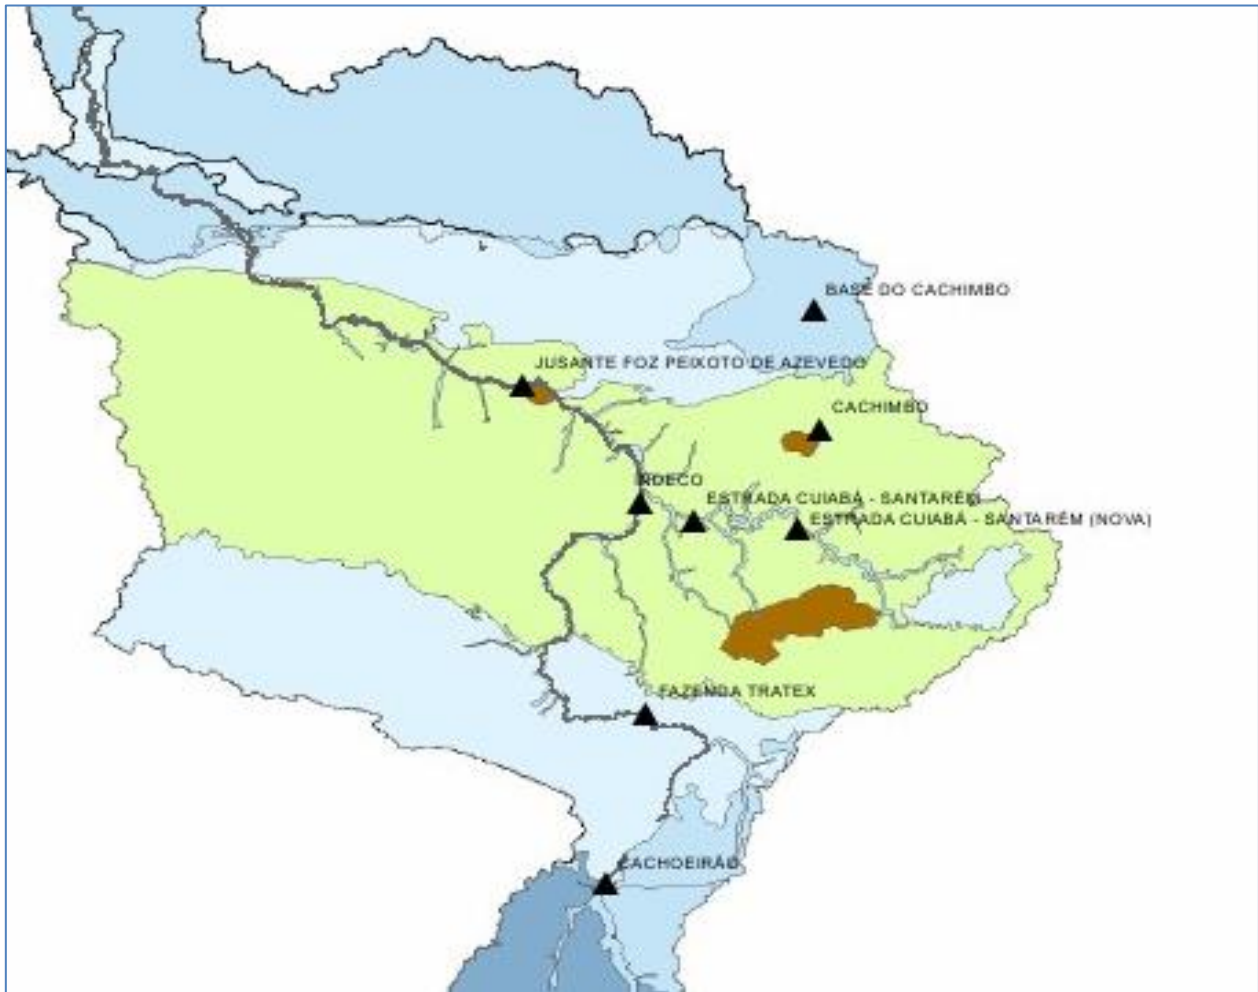 BASE DO CACHIMBO
JUSANTE FOZ PEIXOTO DE AZEVEDO
CACHIMBO
INDECO
ESTRADA CUIABÁ - SANTARÉM
ESTRADA CUIABÁ - SANTARÉM (NOVA)
FAZENDA TRATEX
CACHOEIRÃO